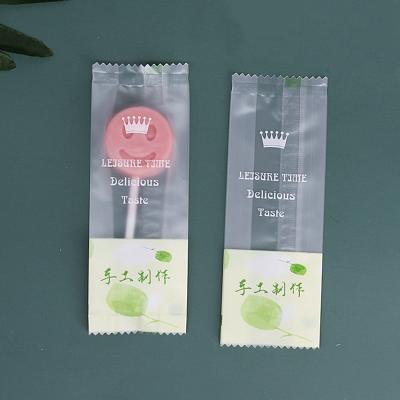 LEISURE TIME
Delicious
Taste
手工制作
LEISURE TIME
Delicious
Taste
手工制作